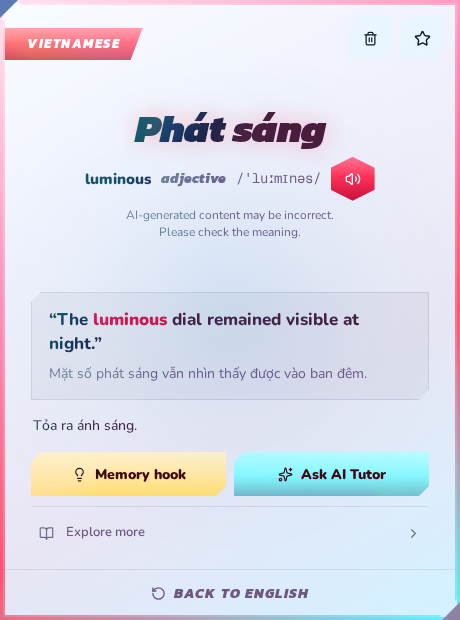 VIETNAMESE
Phát sáng
luminous adjective /ˈluːmɪnəs/
AI-generated content may be incorrect.
Please check the meaning.
“The luminous dial remained visible at
night.”
Mặt số phát sáng vẫn nhìn thấy được vào ban đêm.
Tỏa ra ánh sáng.
Memory hook
Ask AI Tutor
Explore more
BACK TO ENGLISH